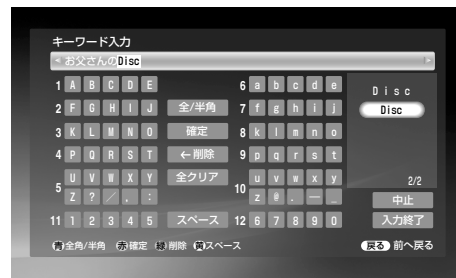 キーワード入力
お父さんのDisc
1 A B C D E
2 F G H I J
3 K L M N O
4 P Q R S T
5 U V W X Y
Z ? ／ . :
11 1 2 3 4 5
全/半角
確定
←削除
全クリア
スペース
6 a b c d e
7 f g h i j
8 k l m n o
9 p q r s t
10 u v w x y
z @ . — _
12 6 7 8 9 0
Disc
Disc
2/2
中止
入力終了
青 全角/半角 赤 確定 緑 削除 黄 スペース
戻る 前へ戻る